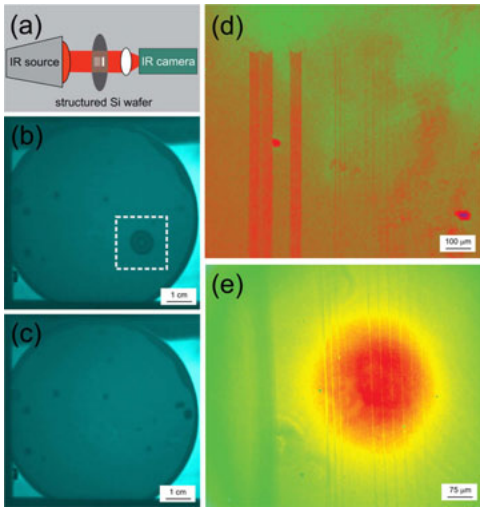 (a)
IR source
IR camera
structured Si wafer
(b)
1 cm
(c)
1 cm
(d)
100 µm
(e)
75 µm